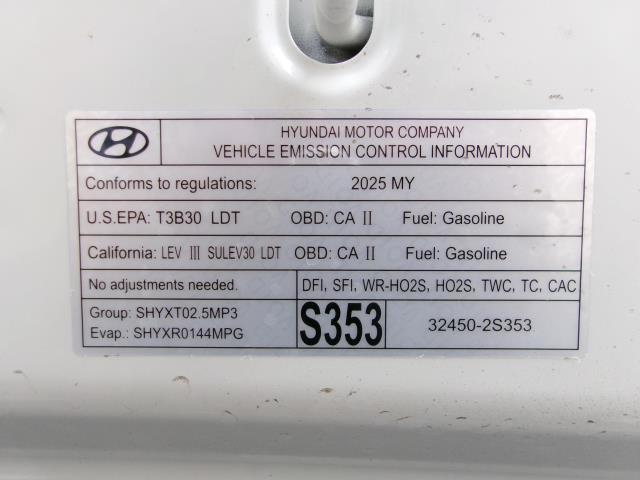 HYUNDAI MOTOR COMPANY
VEHICLE EMISSION CONTROL INFORMATION
Conforms to regulations: 2025 MY
U.S.EPA: T3B30 LDT OBD: CA II Fuel: Gasoline
California: LEV III SULEV30 LDT OBD: CA II Fuel: Gasoline
No adjustments needed. DFI, SFI, WR-HO2S, HO2S, TWC, TC, CAC
Group: SHYXT02.5MP3
Evap.: SHYXR0144MPG
S353 32450-2S353